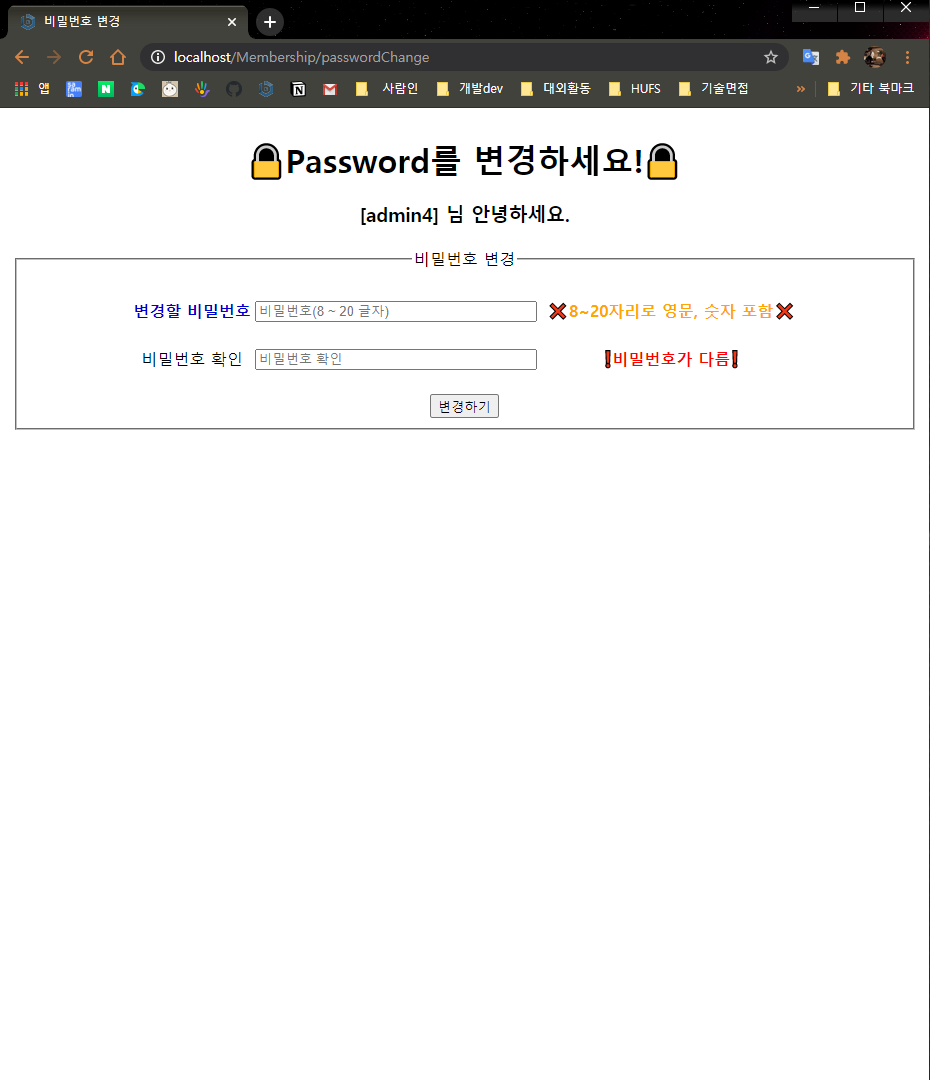 비밀번호 변경
localhost/Membership/passwordChange
앱 사람인 개발dev 대외활동 HUFS 기술면접 » 기타 북마크
🔒Password를 변경하세요!🔒
[admin4] 님 안녕하세요.
비밀번호 변경
변경할 비밀번호 비밀번호(8 ~ 20 글자) ❌8~20자리로 영문, 숫자 포함❌
비밀번호 확인 비밀번호 확인 ❗비밀번호가 다름❗
변경하기